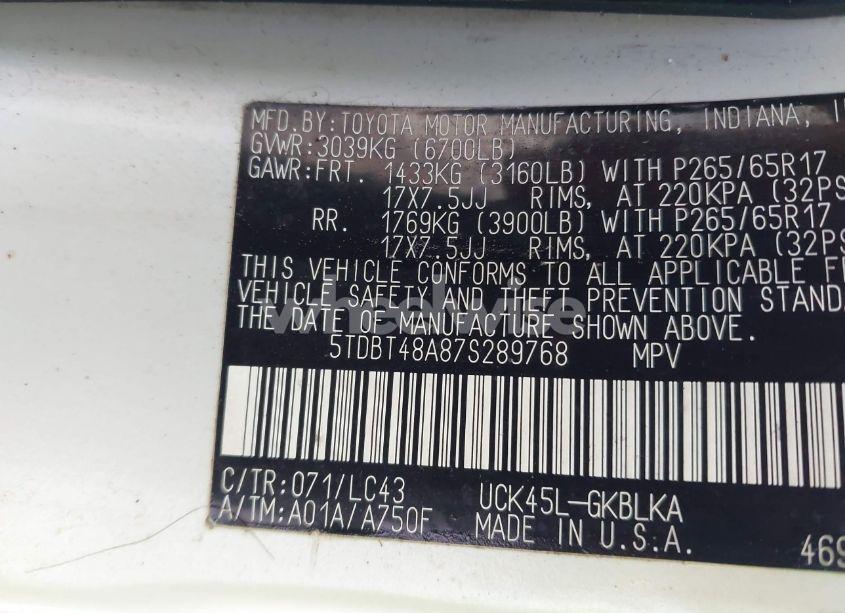 MFD. BY: TOYOTA MOTOR MANUFACTURING, INDIANA, I
GVWR: 3039KG (6700LB)
GAWR: FRT. 1433KG (3160LB) WITH P265/65R17
17X7.5JJ RIMS, AT 220KPA (32PS
RR. 1769KG (3900LB) WITH P265/65R17
17X7.5JJ RIMS, AT 220KPA (32PS
THIS VEHICLE CONFORMS TO ALL APPLICABLE FE
VEHICLE SAFETY AND THEFT PREVENTION STAND
THE DATE OF MANUFACTURE SHOWN ABOVE.
wheelwire
5TDBT48A87S289768 MPV
C/TR: 071/LC43 UCK45L-GKBLKA
A/TM: A01A/A750F MADE IN U.S.A.
469